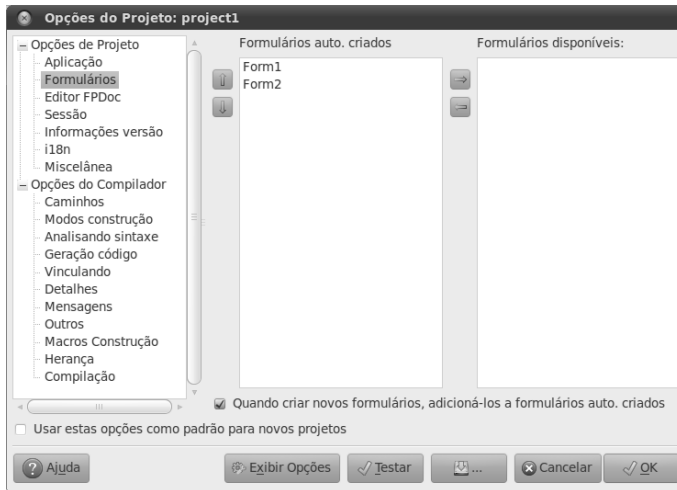 Opções do Projeto: project1
Opções de Projeto
Aplicação
Formulários
Editor FPDoc
Sessão
Informações versão
i18n
Miscelânea
Opções do Compilador
Caminhos
Modos construção
Analisando sintaxe
Geração código
Vinculando
Detalhes
Mensagens
Outros
Macros Construção
Herança
Compilação
Formulários auto. criados
Form1
Form2
Formulários disponíveis:
Quando criar novos formulários, adicioná-los a formulários auto. criados
Usar estas opções como padrão para novos projetos
Ajuda
Exibir Opções
Testar
...
Cancelar
OK